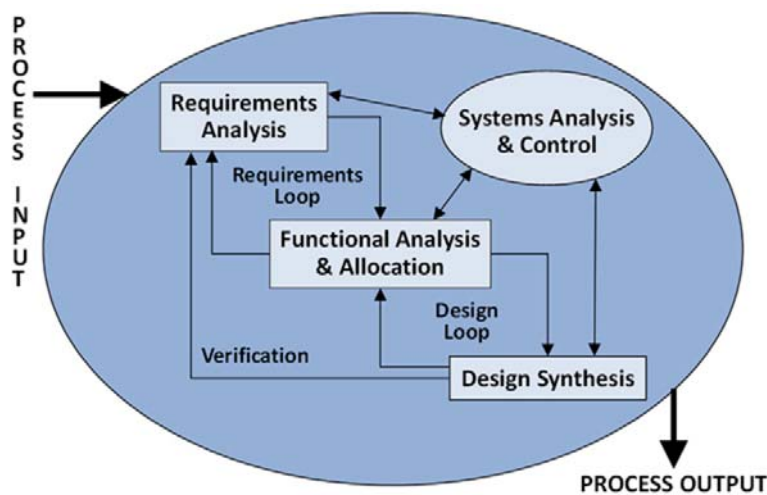 PROCESS INPUT
Requirements
Analysis
Systems Analysis
& Control
Requirements
Loop
Functional Analysis
& Allocation
Design
Loop
Verification
Design Synthesis
PROCESS OUTPUT